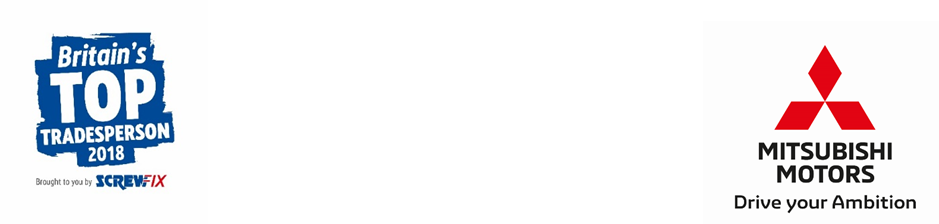 Britain's
TOP
TRADESPERSON
2018
Brought to you by SCREWFIX
MITSUBISHI
MOTORS
Drive your Ambition